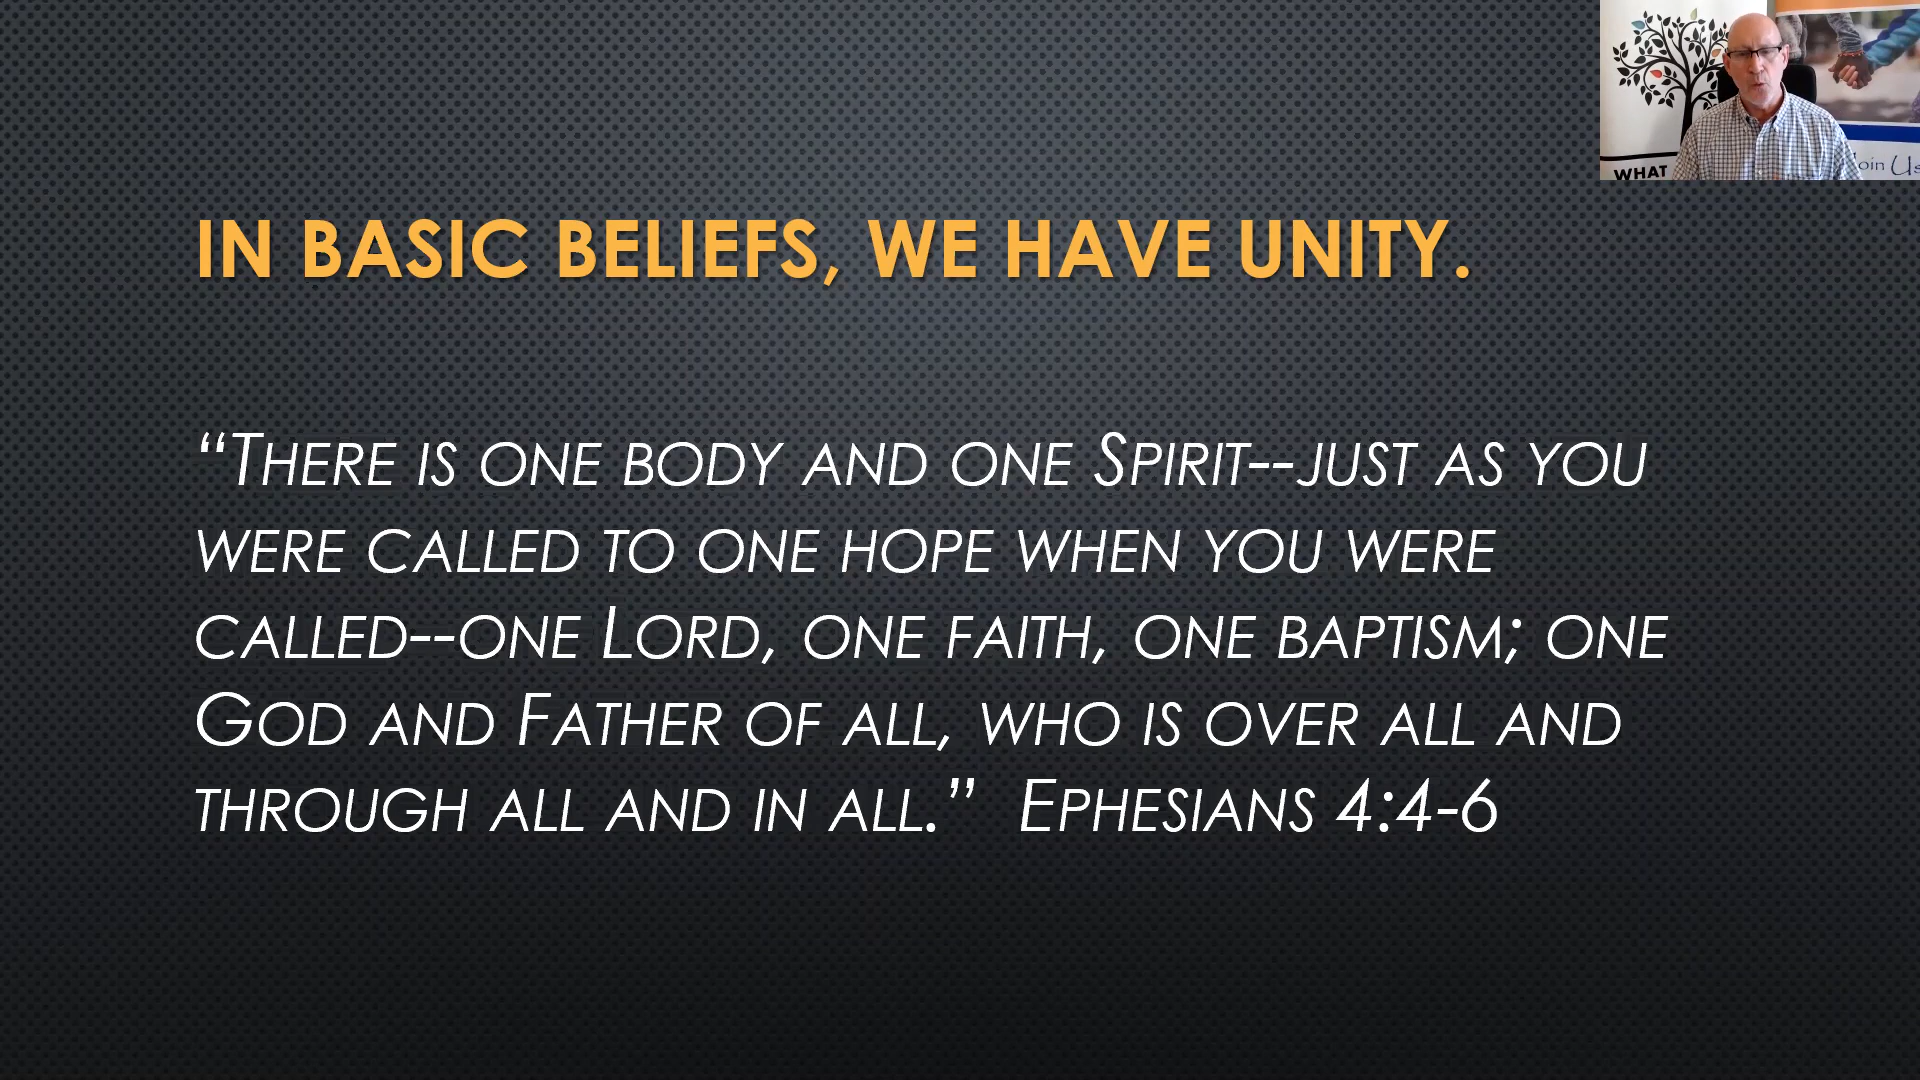 WHAT
Join Us
IN BASIC BELIEFS, WE HAVE UNITY.
“THERE IS ONE BODY AND ONE SPIRIT--JUST AS YOU
WERE CALLED TO ONE HOPE WHEN YOU WERE
CALLED--ONE LORD, ONE FAITH, ONE BAPTISM; ONE
GOD AND FATHER OF ALL, WHO IS OVER ALL AND
THROUGH ALL AND IN ALL.”  EPHESIANS 4:4-6